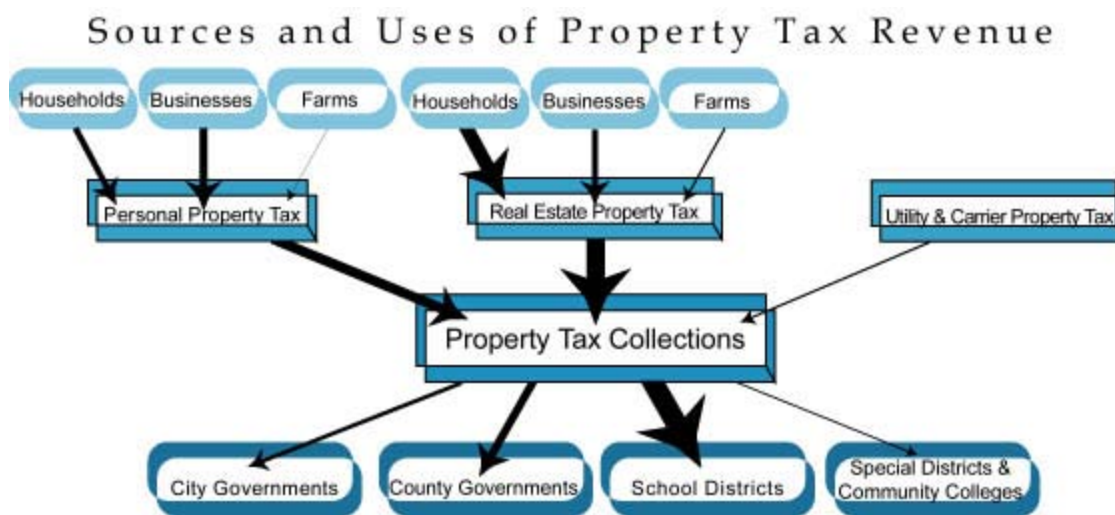 Sources and Uses of Property Tax Revenue
Households
Businesses
Farms
Households
Businesses
Farms
Personal Property Tax
Real Estate Property Tax
Utility & Carrier Property Tax
Property Tax Collections
City Governments
County Governments
School Districts
Special Districts &
Community Colleges